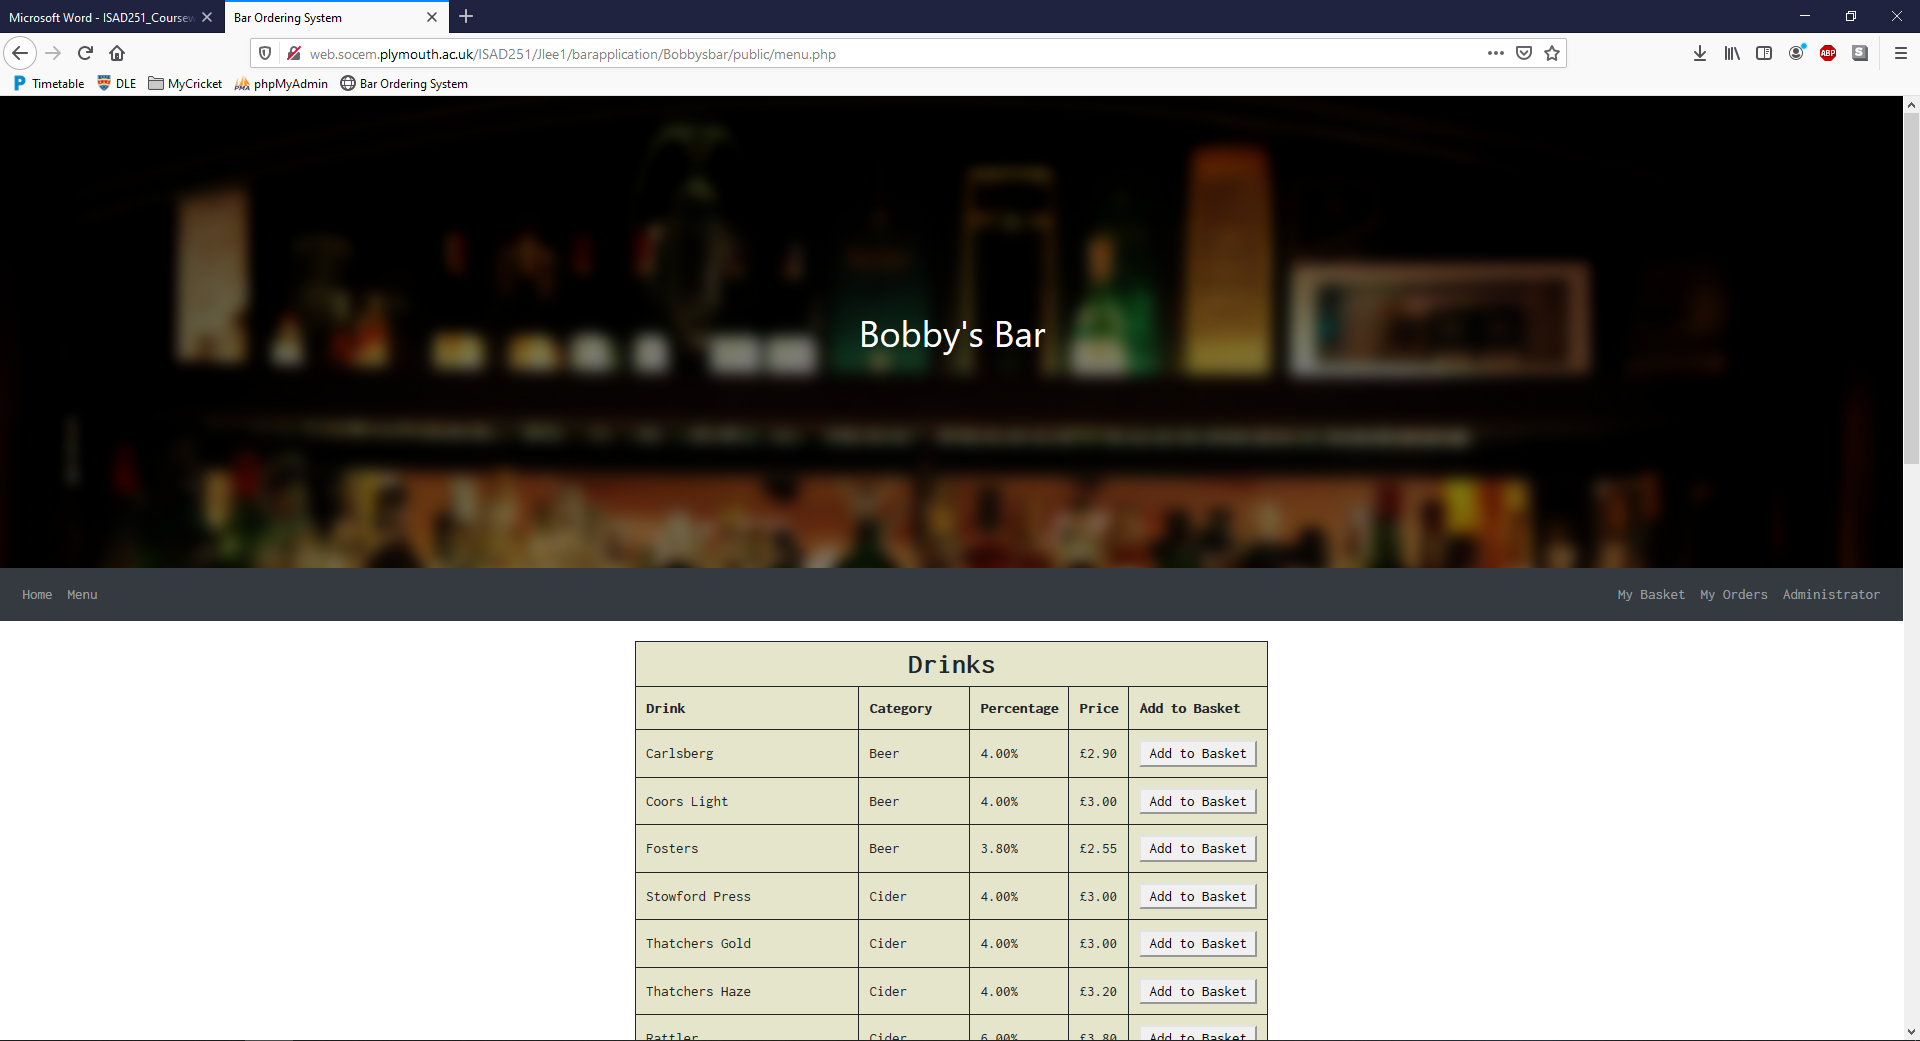 Microsoft Word - ISAD251_Coursew
Bar Ordering System
web.socem.plymouth.ac.uk/ISAD251/Jlee1/barapplication/Bobbysbar/public/menu.php
ABP
S
P Timetable DLE MyCricket PMA phpMyAdmin Bar Ordering System
Bobby's Bar
Home Menu My Basket My Orders Administrator
Drinks
Drink Category Percentage Price Add to Basket
Carlsberg Beer 4.00% £2.90 Add to Basket
Coors Light Beer 4.00% £3.00 Add to Basket
Fosters Beer 3.80% £2.55 Add to Basket
Stowford Press Cider 4.00% £3.00 Add to Basket
Thatchers Gold Cider 4.00% £3.00 Add to Basket
Thatchers Haze Cider 4.00% £3.20 Add to Basket
Rattler Cider 6.00% £3.80 Add to Basket